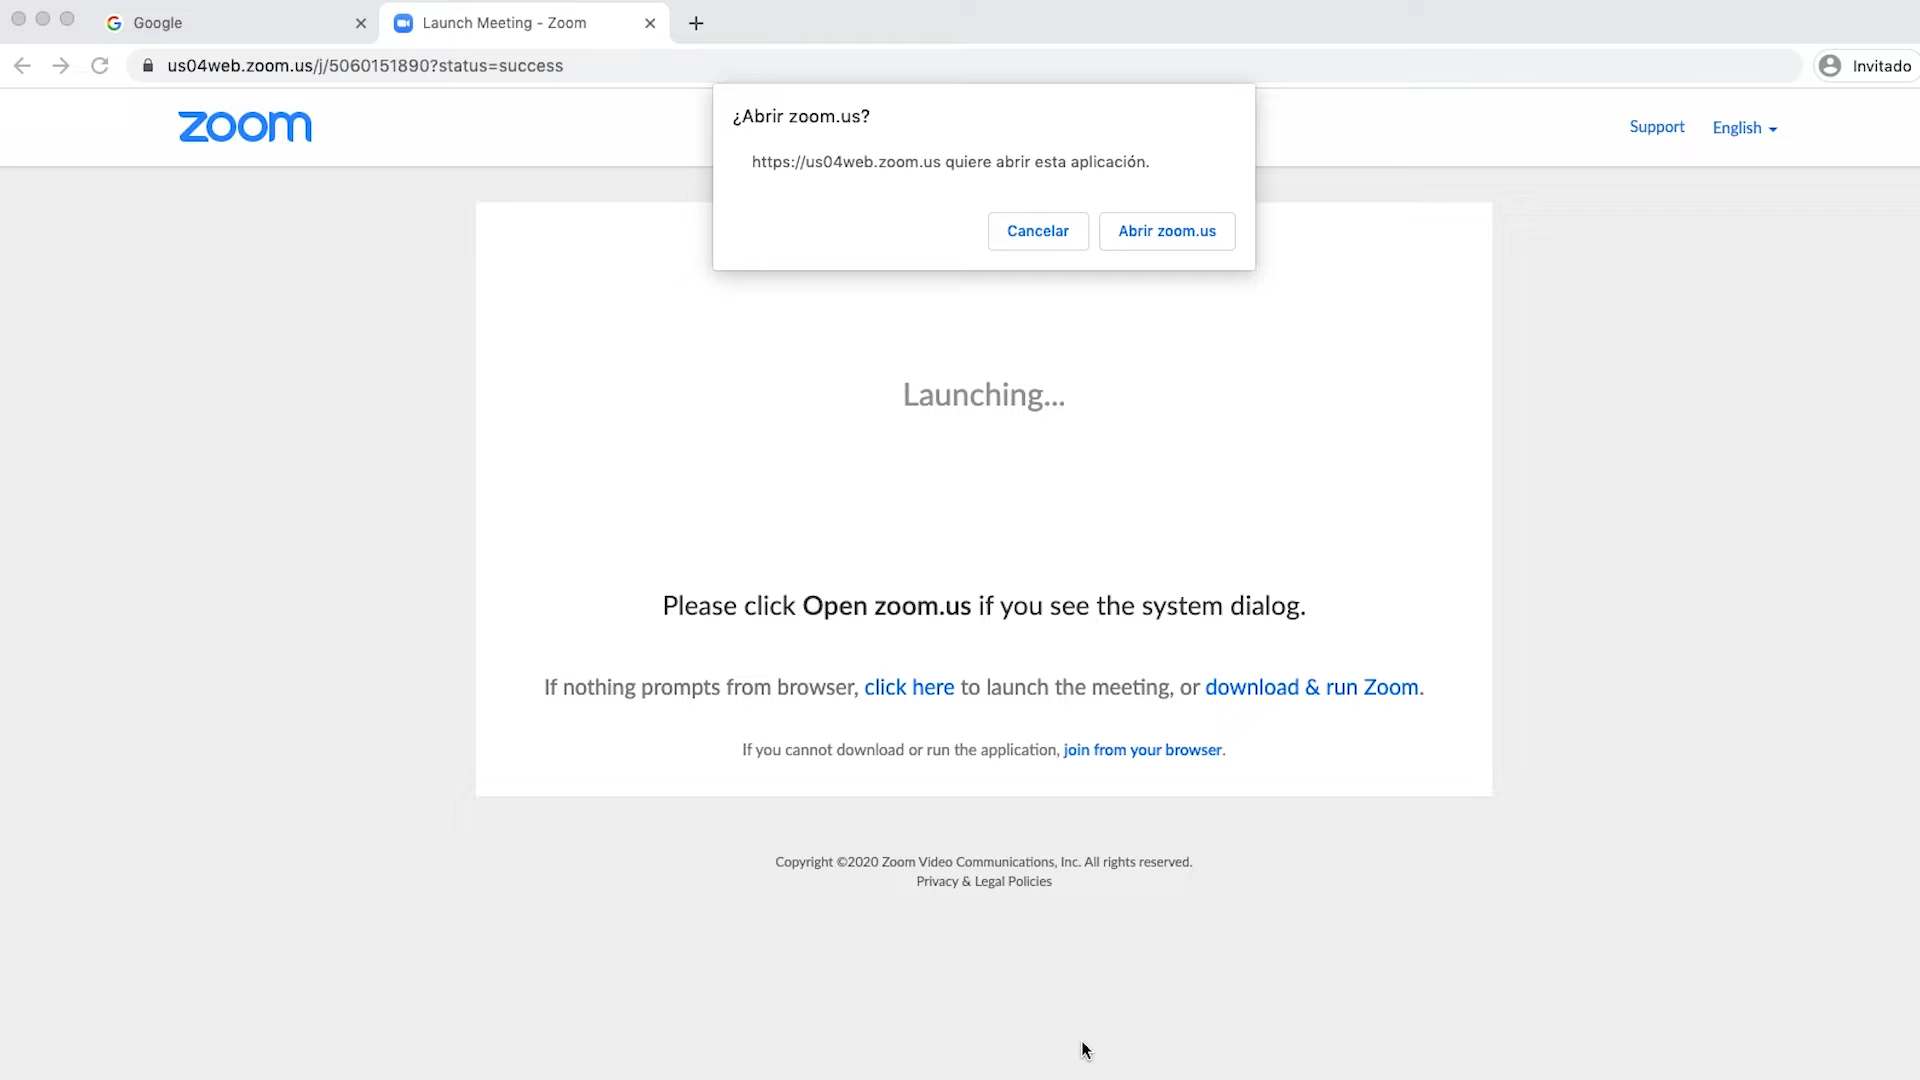 Google
Launch Meeting - Zoom
us04web.zoom.us/j/5060151890?status=success
Invitado
zoom
Support
English
¿Abrir zoom.us?
https://us04web.zoom.us quiere abrir esta aplicación.
Cancelar
Abrir zoom.us
Launching...
Please click Open zoom.us if you see the system dialog.
If nothing prompts from browser, click here to launch the meeting, or download & run Zoom.
If you cannot download or run the application, join from your browser.
Copyright ©2020 Zoom Video Communications, Inc. All rights reserved.
Privacy & Legal Policies